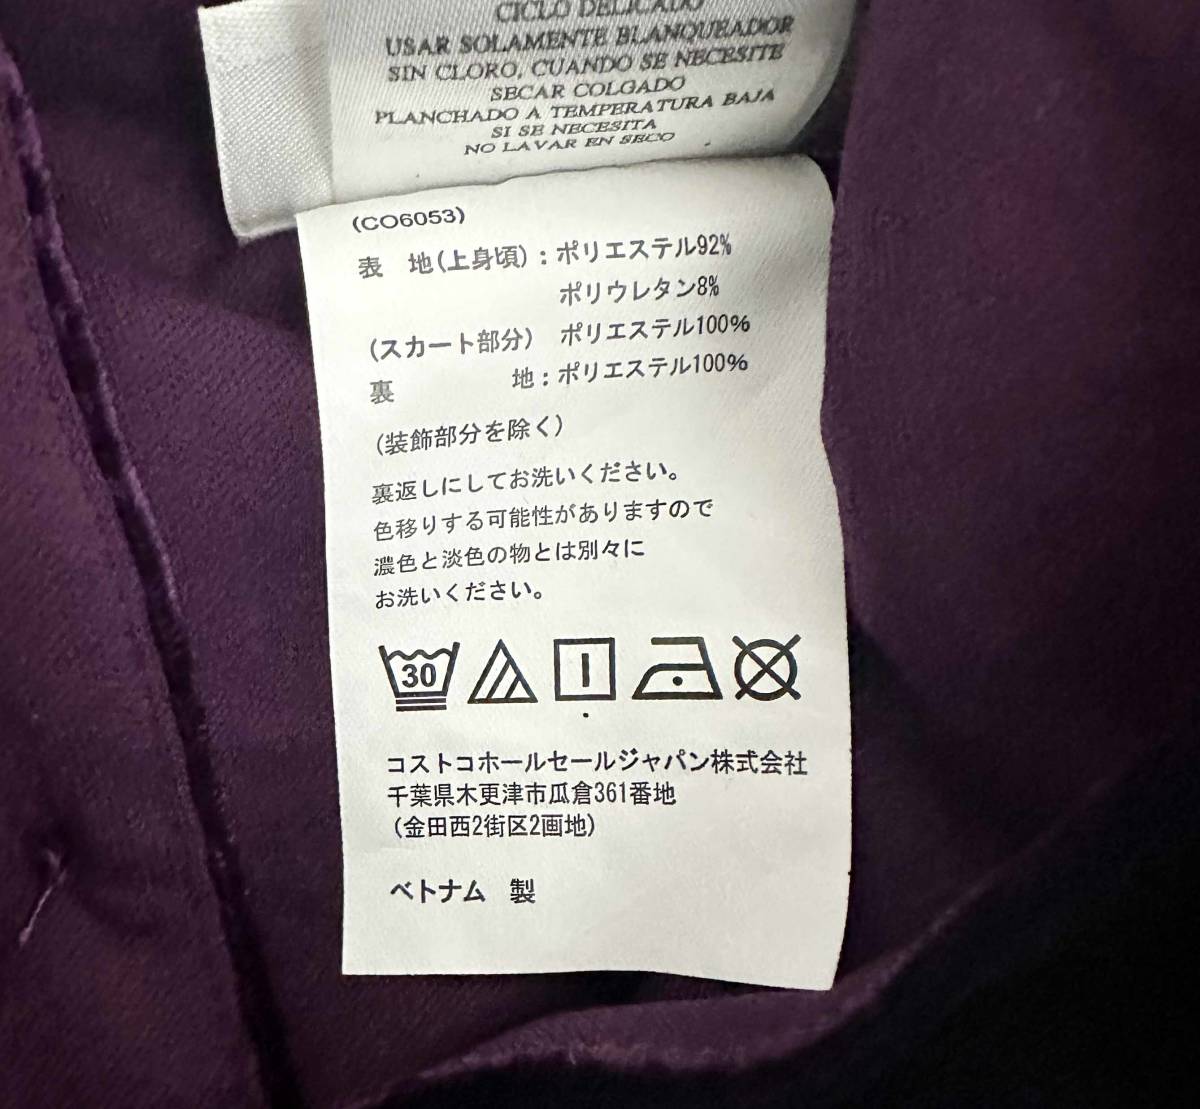 CICLO DELICADO
USAR SOLAMENTE BLANQUEADOR
SIN CLORO, CUANDO SE NECESITE
SECAR COLGADO
PLANCHADO A TEMPERATURA BAJA
SI SE NECESITA
NO LAVAR EN SECO
(CO6053)
表 地(上身頃)：ポリエステル92%
ポリウレタン8%
(スカート部分) ポリエステル100%
裏 地：ポリエステル100%
(装飾部分を除く)
裏返しにしてお洗いください。
色移りする可能性がありますので
濃色と淡色の物とは別々に
お洗いください。
30
コストコホールセールジャパン株式会社
千葉県木更津市瓜倉361番地
(金田西2街区2画地)
ベトナム 製